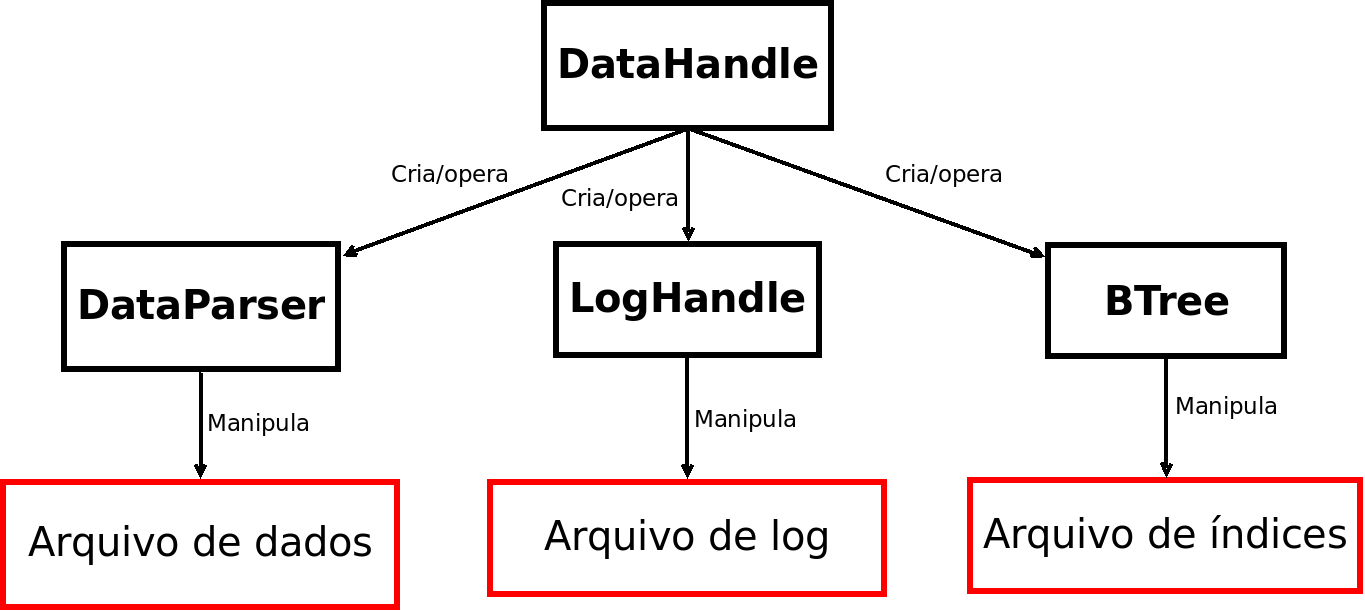 DataHandle
Cria/opera
Cria/opera
Cria/opera
DataParser
LogHandle
BTree
Manipula
Manipula
Manipula
Arquivo de dados
Arquivo de log
Arquivo de índices